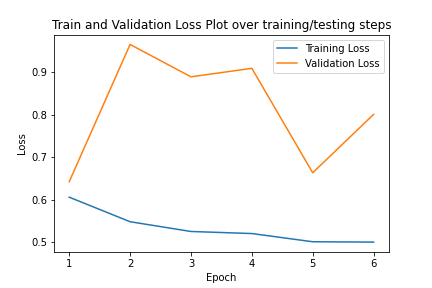 Train and Validation Loss Plot over training/testing steps
Training Loss
Validation Loss
Loss
0.9
0.8
0.7
0.6
0.5
1 2 3 4 5 6
Epoch